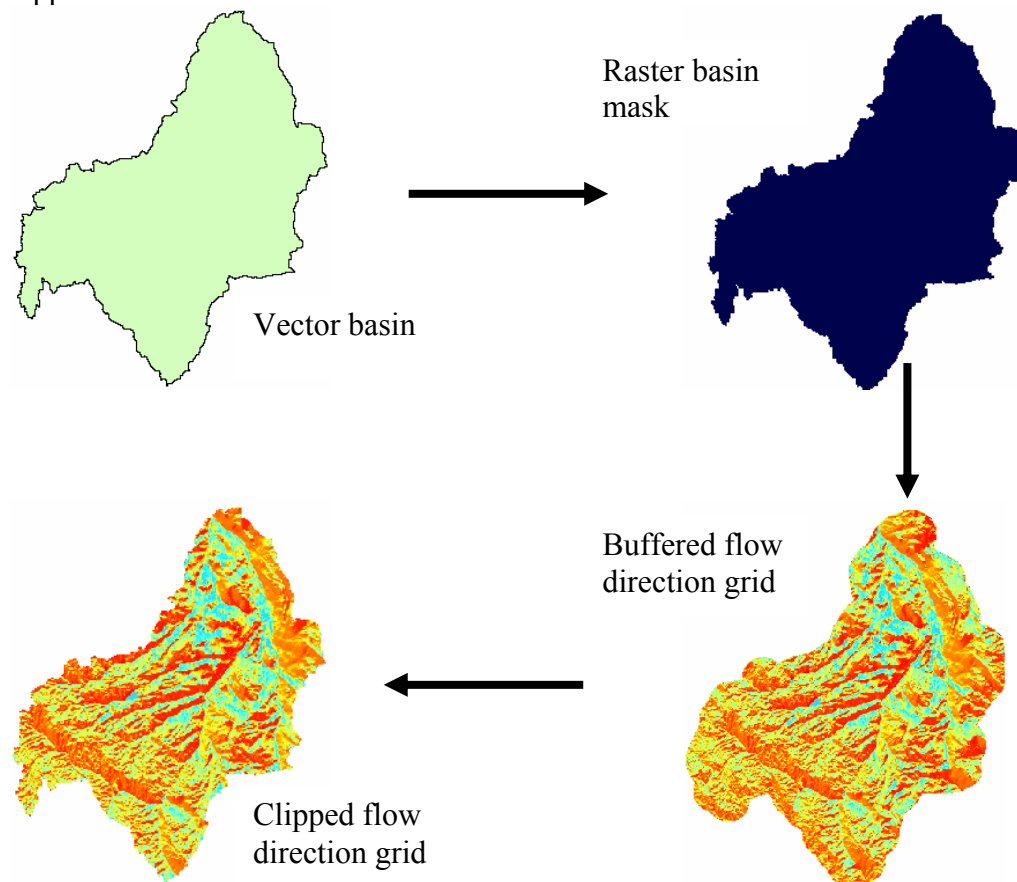 Raster basin
mask
Vector basin
Buffered flow
direction grid
Clipped flow
direction grid